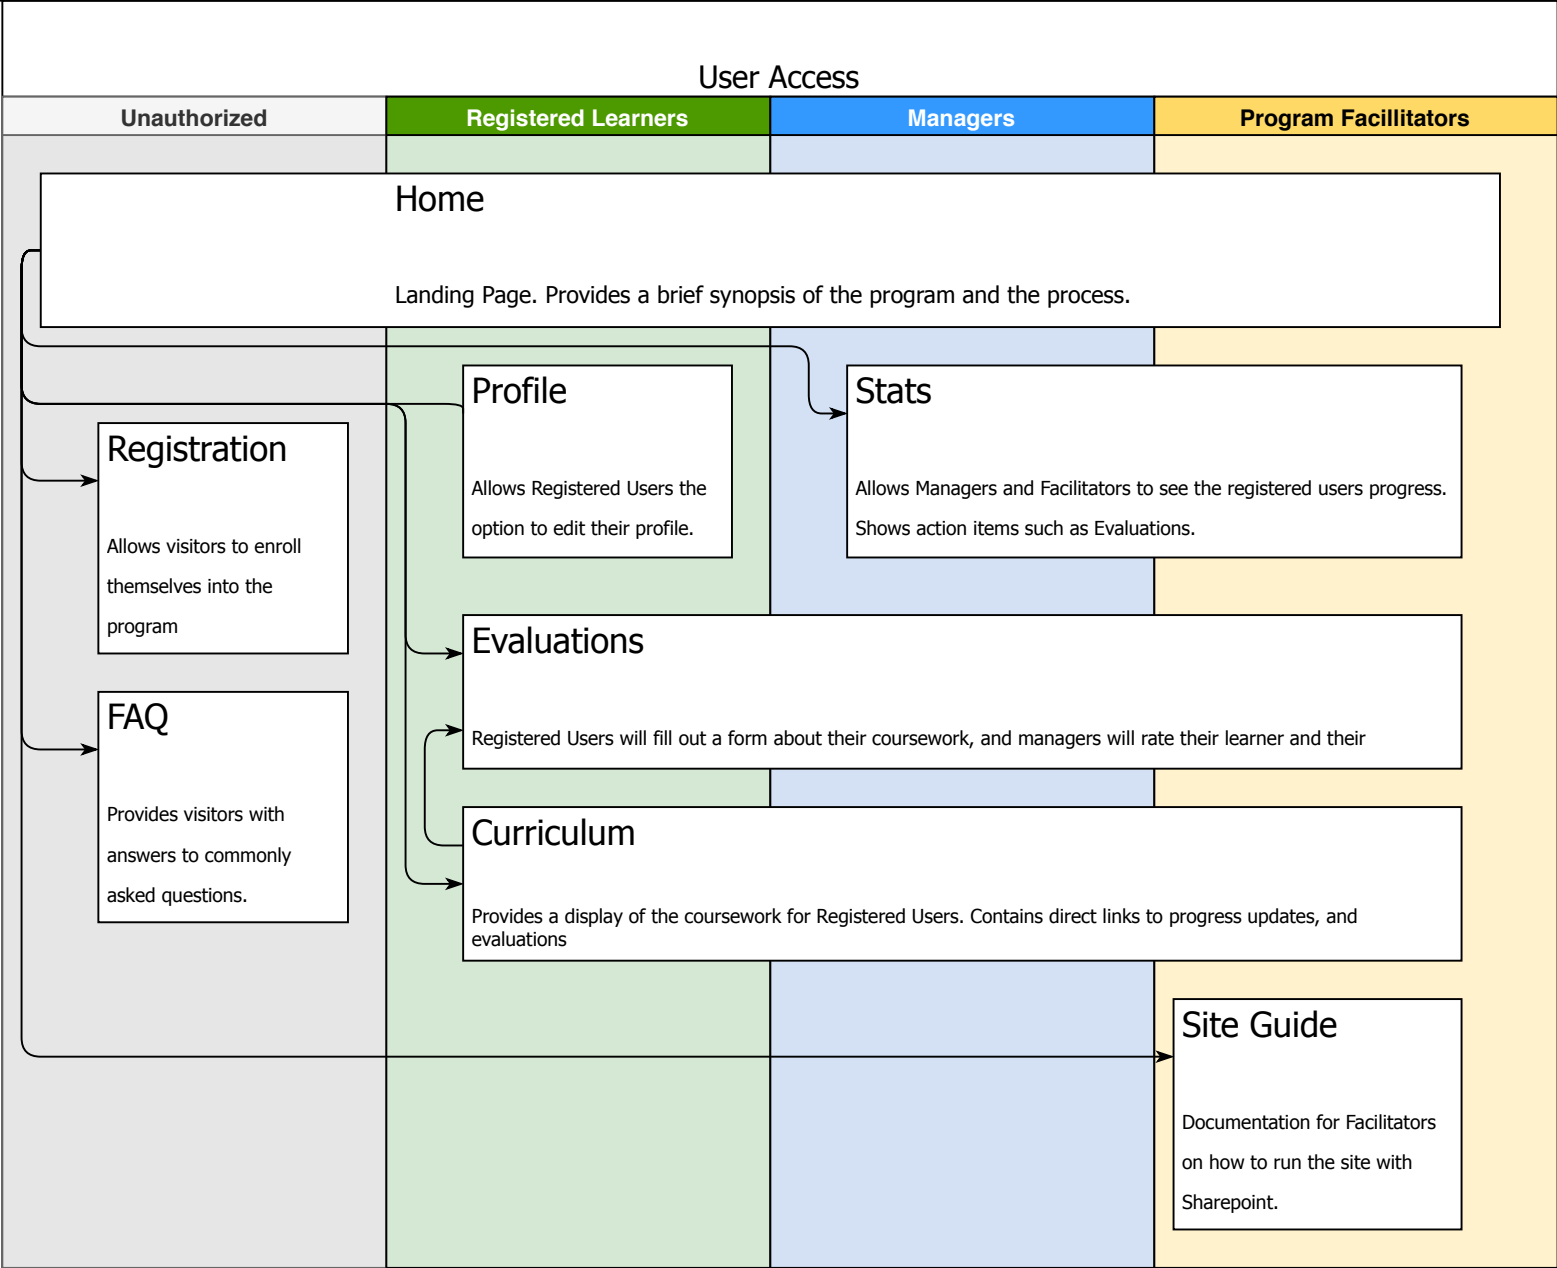 User Access
Unauthorized
Registered Learners
Managers
Program Facillitators
Home
Landing Page. Provides a brief synopsis of the program and the process.
Profile
Allows Registered Users the
option to edit their profile.
Stats
Allows Managers and Facilitators to see the registered users progress.
Shows action items such as Evaluations.
Registration
Allows visitors to enroll
themselves into the
program
Evaluations
Registered Users will fill out a form about their coursework, and managers will rate their learner and their
FAQ
Provides visitors with
answers to commonly
asked questions.
Curriculum
Provides a display of the coursework for Registered Users. Contains direct links to progress updates, and
evaluations
Site Guide
Documentation for Facilitators
on how to run the site with
Sharepoint.